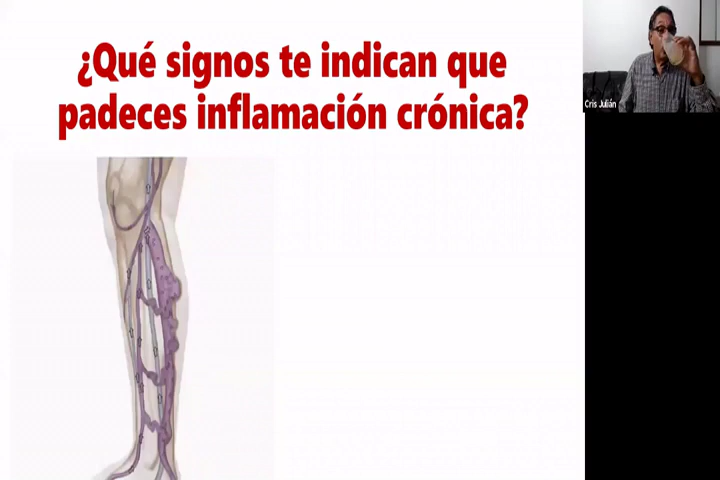 ¿Qué signos te indican que
padeces inflamación crónica?
Cris Julián